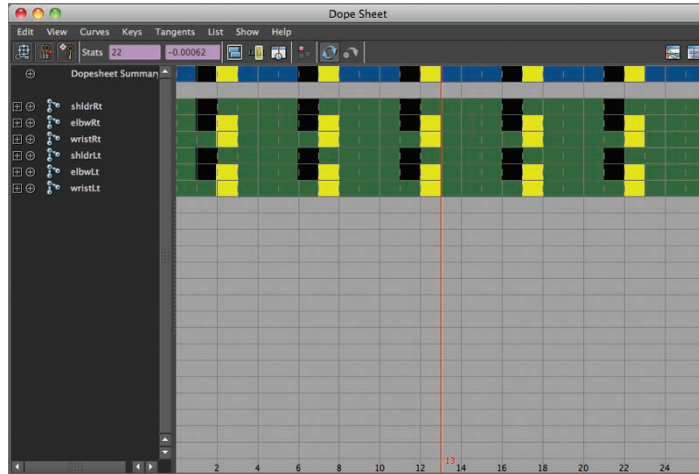 Dope Sheet
Edit View Curves Keys Tangents List Show Help
Stats 22 -0.00062
Dopesheet Summary
shldrRt
elbwRt
wristRt
shldrLt
elbwLt
wristLt
13
2 4 6 8 10 12 14 16 18 20 22 24